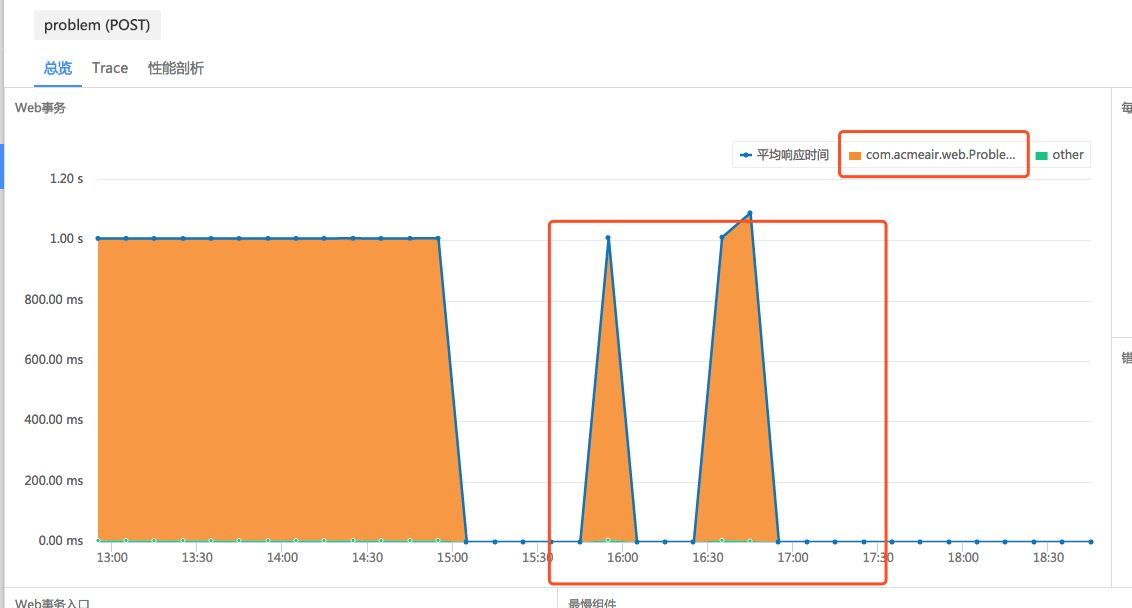 problem (POST)
总览 Trace 性能剖析
Web事务
每
平均响应时间 com.acmeair.web.Proble... other
1.20 s
1.00 s
800.00 ms
600.00 ms
错
400.00 ms
200.00 ms
0.00 ms
13:00 13:30 14:00 14:30 15:00 15:30 16:00 16:30 17:00 17:30 18:00 18:30
Web事务入口 最慢组件